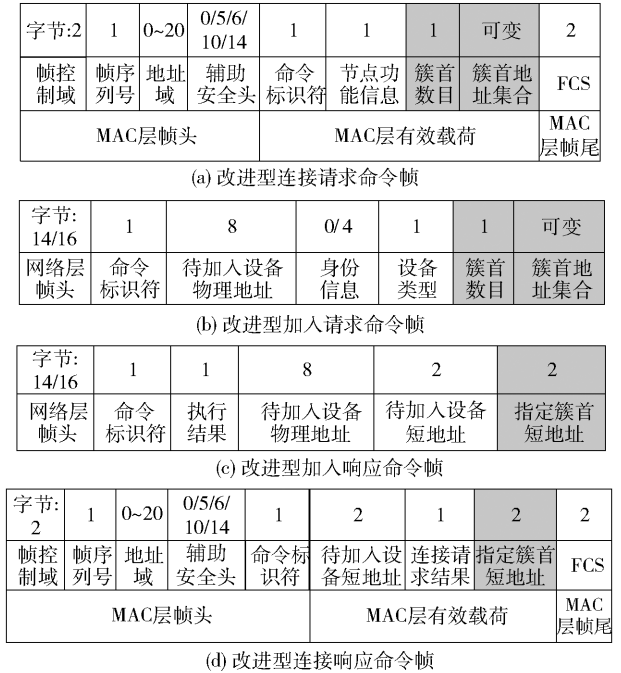 字节:2 1 0~20 0/5/6/10/14 1 1 1 可变 2
帧控制域 帧序列号 地址域 辅助安全头 命令标识符 节点功能信息 簇首数目 簇首地址集合 FCS
MAC层帧头 MAC层有效载荷 MAC层帧尾
(a) 改进型连接请求命令帧
字节:14/16 1 8 0/4 1 1 可变
网络层帧头 命令标识符 待加入设备物理地址 身份信息 设备类型 簇首数目 簇首地址集合
(b) 改进型加入请求命令帧
字节:14/16 1 1 8 2 2
网络层帧头 命令标识符 执行结果 待加入设备物理地址 待加入设备短地址 指定簇首短地址
(c) 改进型加入响应命令帧
字节:2 1 0~20 0/5/6/10/14 1 2 1 2 2
帧控制域 帧序列号 地址域 辅助安全头 命令标识符 待加入设备短地址 连接请求结果 指定簇首短地址 FCS
MAC层帧头 MAC层有效载荷 MAC层帧尾
(d) 改进型连接响应命令帧